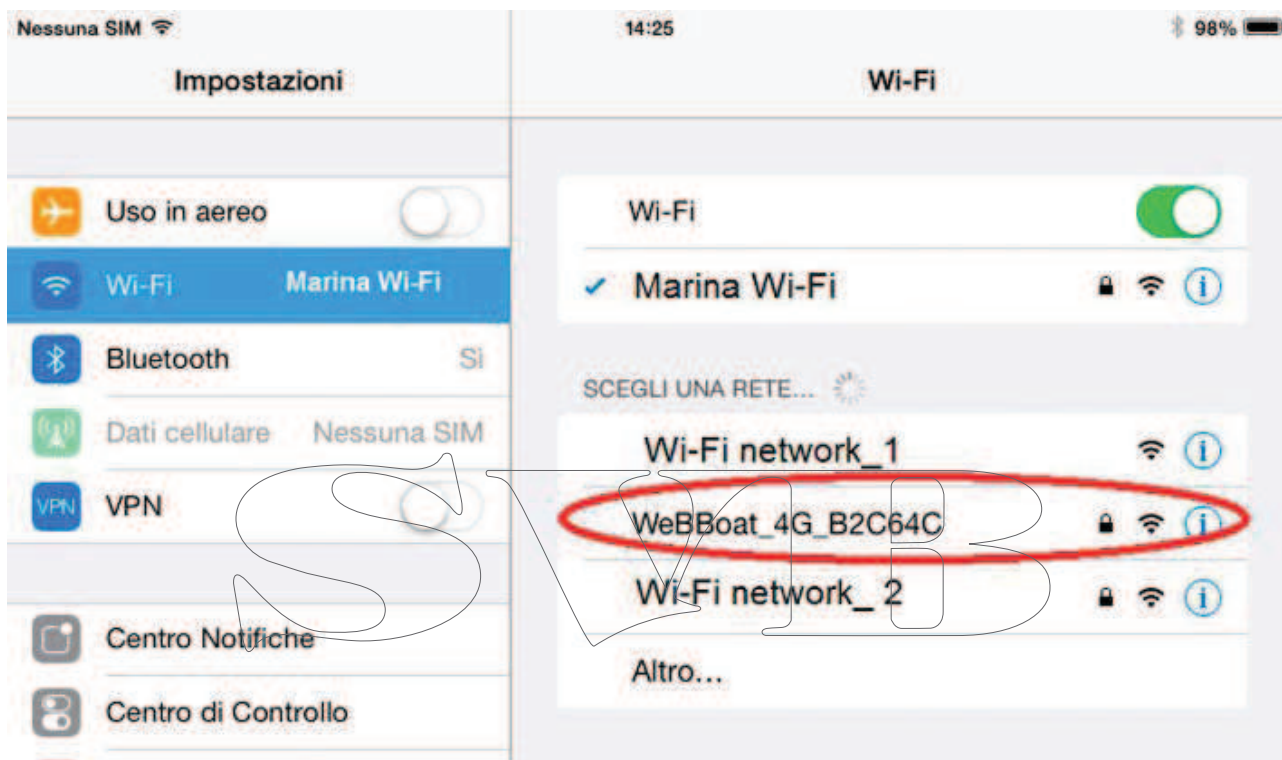 Nessuna SIM 14:25 98%
Impostazioni
Wi-Fi
Uso in aereo
Wi-Fi Marina Wi-Fi
Bluetooth Sì
Dati cellulare Nessuna SIM
VPN VPN
Centro Notifiche
Centro di Controllo
Wi-Fi
Marina Wi-Fi
SCEGLI UNA RETE...
Wi-Fi network_1
WeBBoat_4G_B2C64C
Wi-Fi network_ 2
Altro...
SVB